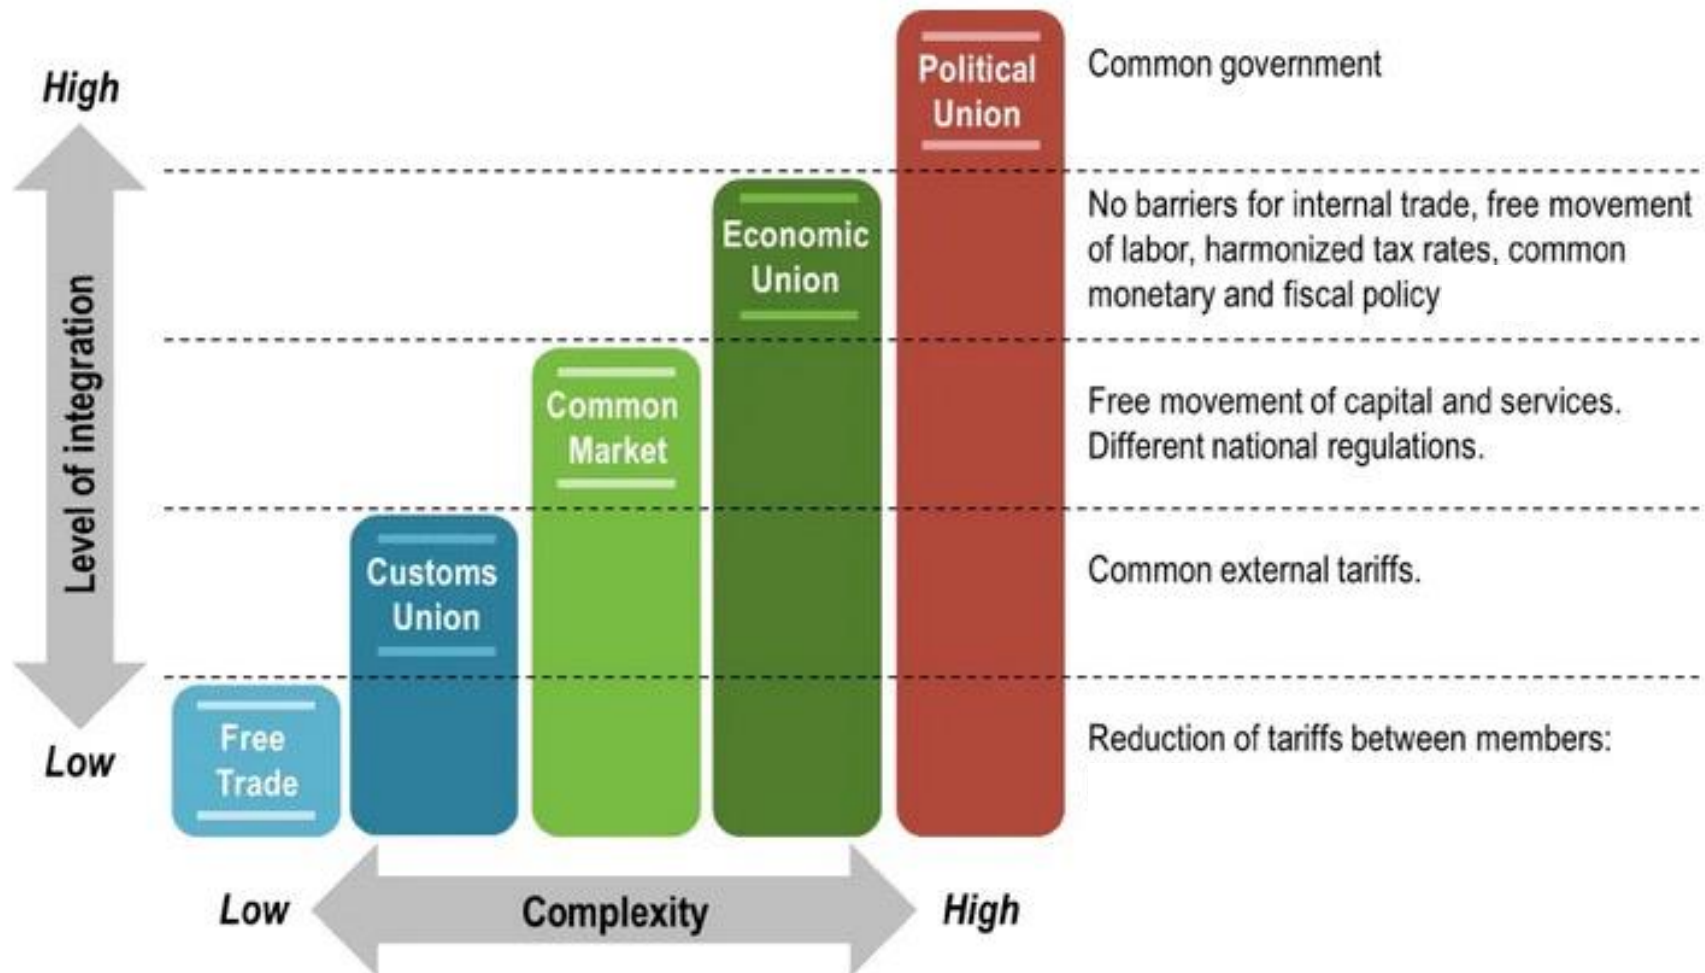 High
Level of integration
Low
Political
Union
Common government
Economic
Union
No barriers for internal trade, free movement
of labor, harmonized tax rates, common
monetary and fiscal policy
Common
Market
Free movement of capital and services.
Different national regulations.
Customs
Union
Common external tariffs.
Free
Trade
Reduction of tariffs between members:
Low
Complexity
High